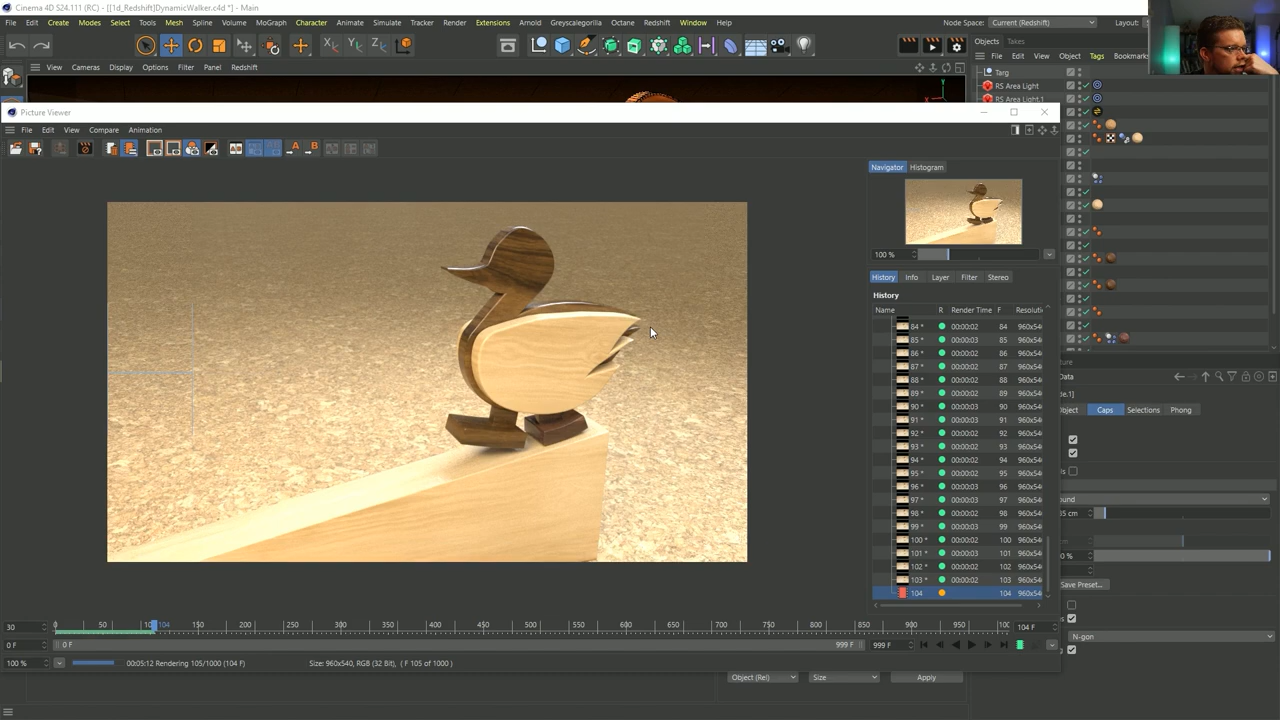 Cinema 4D S24.111 - [[1d_Redshift]DynamicWalker.c4d *] - Main
File Edit Create Modes Select Tools Mesh Spline Volume MoGraph Character Animate Simulate Tracker Render Extensions Arnold Greyscalegorilla Octane Redshift Window Help
Node Space: Current (Redshift) Layout:
View Cameras Display Options Filter Panel Redshift
Objects Takes
File Edit View Object Tags Bookmarks
Targ
RS Area Light
RS Area Light.1
Picture Viewer
File Edit View Compare Animation
Navigator Histogram
100 %
History Info Layer Filter Stereo
History
Name R Render Time F Resoluti
84 * 00:00:02 84 960x54
85 * 00:00:03 85 960x54
86 * 00:00:02 86 960x54
87 * 00:00:02 87 960x54
88 * 00:00:02 88 960x54
89 * 00:00:02 89 960x54
90 * 00:00:03 90 960x54
91 * 00:00:03 91 960x54
92 * 00:00:02 92 960x54
93 * 00:00:02 93 960x54
94 * 00:00:02 94 960x54
95 * 00:00:02 95 960x54
96 * 00:00:03 96 960x54
97 * 00:00:03 97 960x54
98 * 00:00:02 98 960x54
99 * 00:00:03 99 960x54
100 * 00:00:02 100 960x54
101 * 00:00:03 101 960x54
102 * 00:00:02 102 960x54
103 * 00:00:02 103 960x54
104 104 960x54
Data
Object Caps Selections Phong
ound
85 cm
0 %
Save Preset...
N-gon
30 0 50 100 104 150 200 250 300 350 400 450 500 550 600 650 700 750 800 850 900 950 100 104 F
0 F 0 F 999 F 999 F
100 % 00:05:12 Rendering 105/1000 (104 F) Size: 960x540, RGB (32 Bit), ( F 105 of 1000 )
Object (Rel) Size Apply